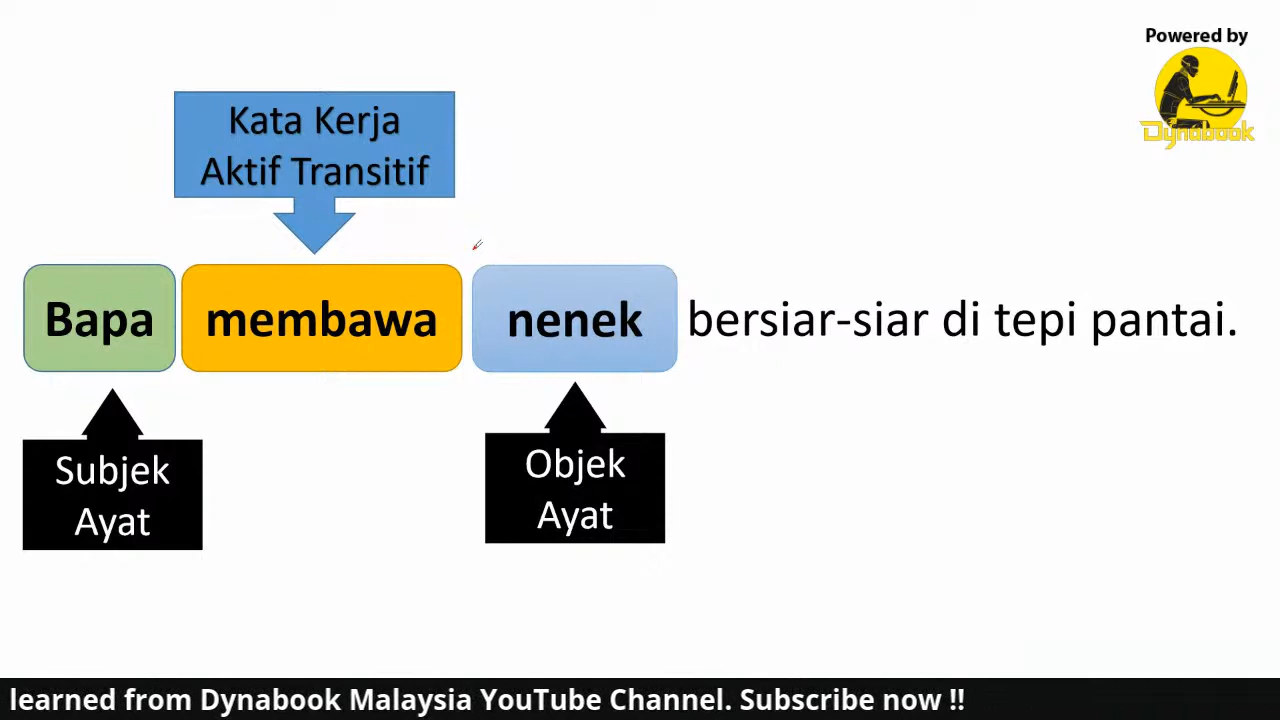 Powered by
Dynabook
Kata Kerja
Aktif Transitif
Bapa membawa nenek bersiar-siar di tepi pantai.
Subjek
Ayat
Objek
Ayat
learned from Dynabook Malaysia YouTube Channel. Subscribe now !!